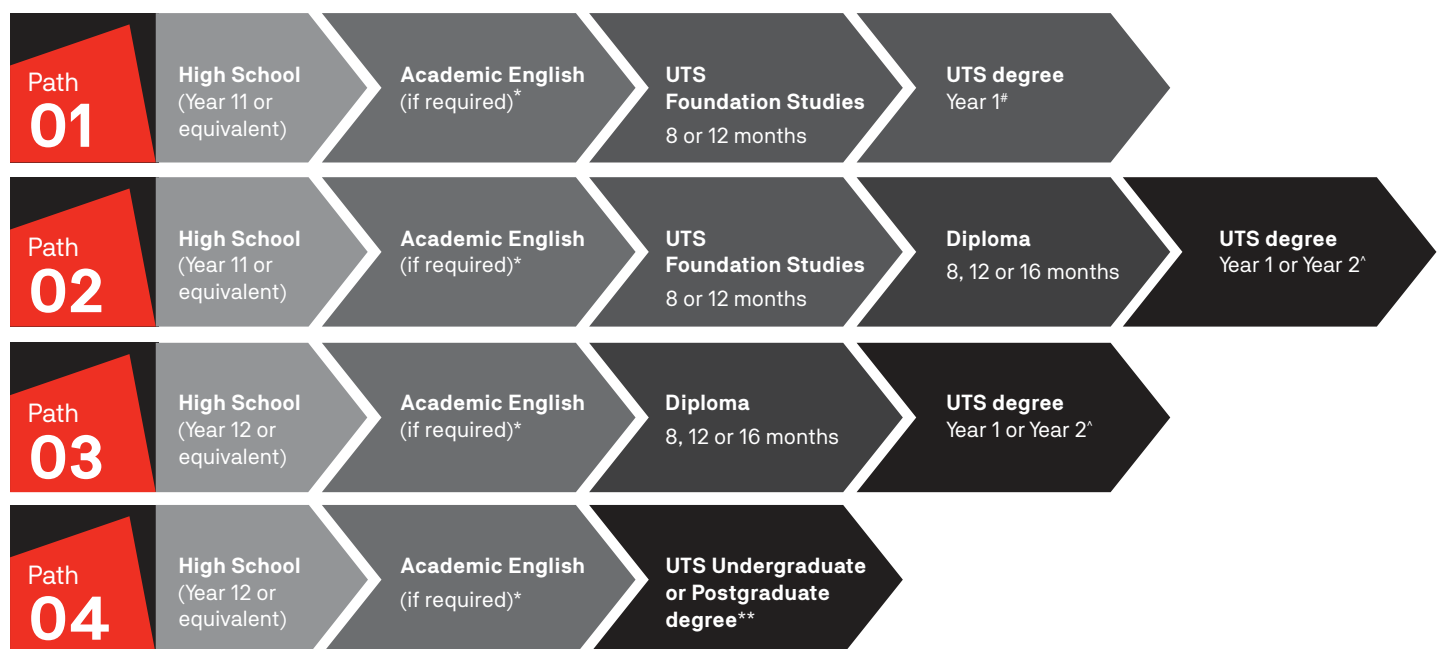 Path
01
High School
(Year 11 or
equivalent)
Academic English
(if required)*
UTS
Foundation Studies
8 or 12 months
UTS degree
Year 1#
Path
02
High School
(Year 11 or
equivalent)
Academic English
(if required)*
UTS
Foundation Studies
8 or 12 months
Diploma
8, 12 or 16 months
UTS degree
Year 1 or Year 2^
Path
03
High School
(Year 12 or
equivalent)
Academic English
(if required)*
Diploma
8, 12 or 16 months
UTS degree
Year 1 or Year 2^
Path
04
High School
(Year 12 or
equivalent)
Academic English
(if required)*
UTS Undergraduate
or Postgraduate
degree**